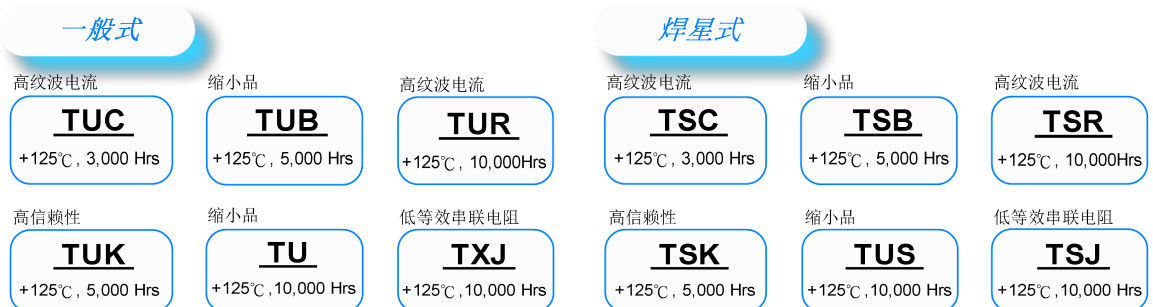 一般式
焊星式
高纹波电流
缩小品
高纹波电流
高纹波电流
缩小品
高纹波电流
TUC
TUB
TUR
TSC
TSB
TSR
+125℃, 3,000 Hrs
+125℃, 5,000 Hrs
+125℃, 10,000Hrs
+125℃, 3,000 Hrs
+125℃, 5,000 Hrs
+125℃, 10,000Hrs
高信赖性
缩小品
低等效串联电阻
高信赖性
缩小品
低等效串联电阻
TUK
TU
TXJ
TSK
TUS
TSJ
+125℃, 5,000 Hrs
+125℃,10,000 Hrs
+125℃,10,000 Hrs
+125℃, 5,000 Hrs
+125℃,10,000 Hrs
+125℃,10,000 Hrs